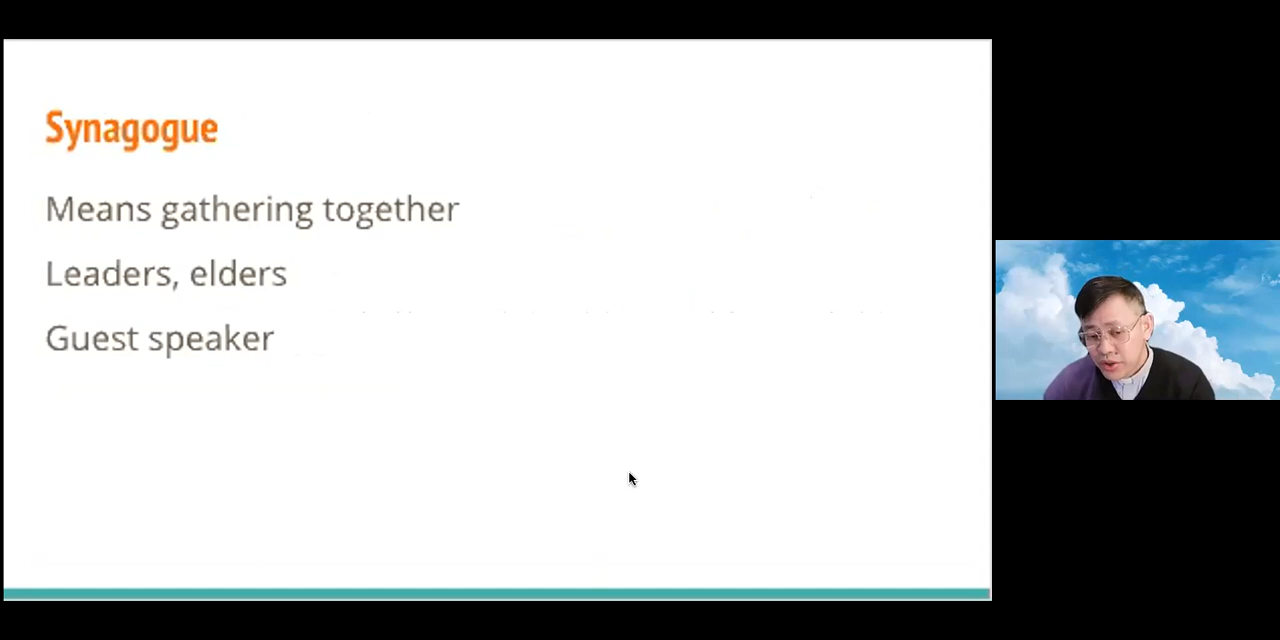 Synagogue
Means gathering together
Leaders, elders
Guest speaker